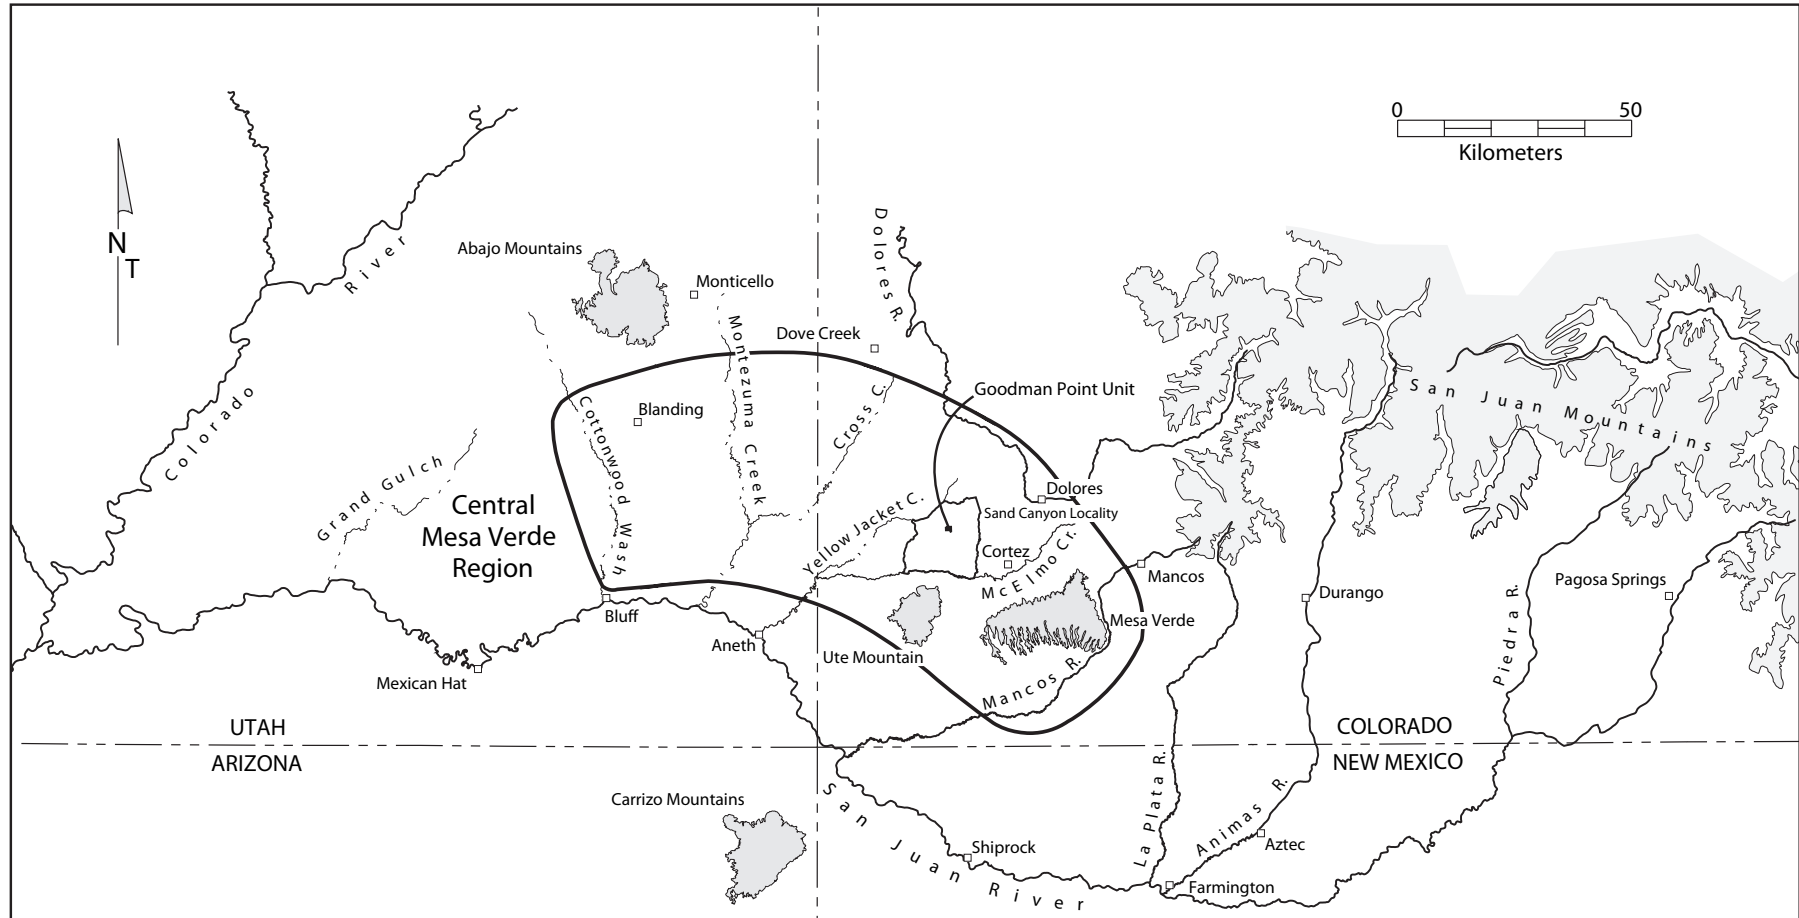 0 50
Kilometers
N
T
River
Colorado
Abajo Mountains
Monticello
Dolores R.
Dove Creek
Goodman Point Unit
San Juan Mountains
Montezuma Creek
Cross C.
Blanding
Cottonwood Wash
Grand Gulch
Central
Mesa Verde
Region
Dolores
Sand Canyon Locality
Yellow Jacket C.
Cortez
McElmo Cr.
Mancos
Durango
Piedra R.
Pagosa Springs
Bluff
Aneth
Mesa Verde
Ute Mountain
Mancos R.
Mexican Hat
UTAH
ARIZONA
COLORADO
NEW MEXICO
Carrizo Mountains
San Juan River
Shiprock
La Plata R.
Animas R.
Aztec
Farmington